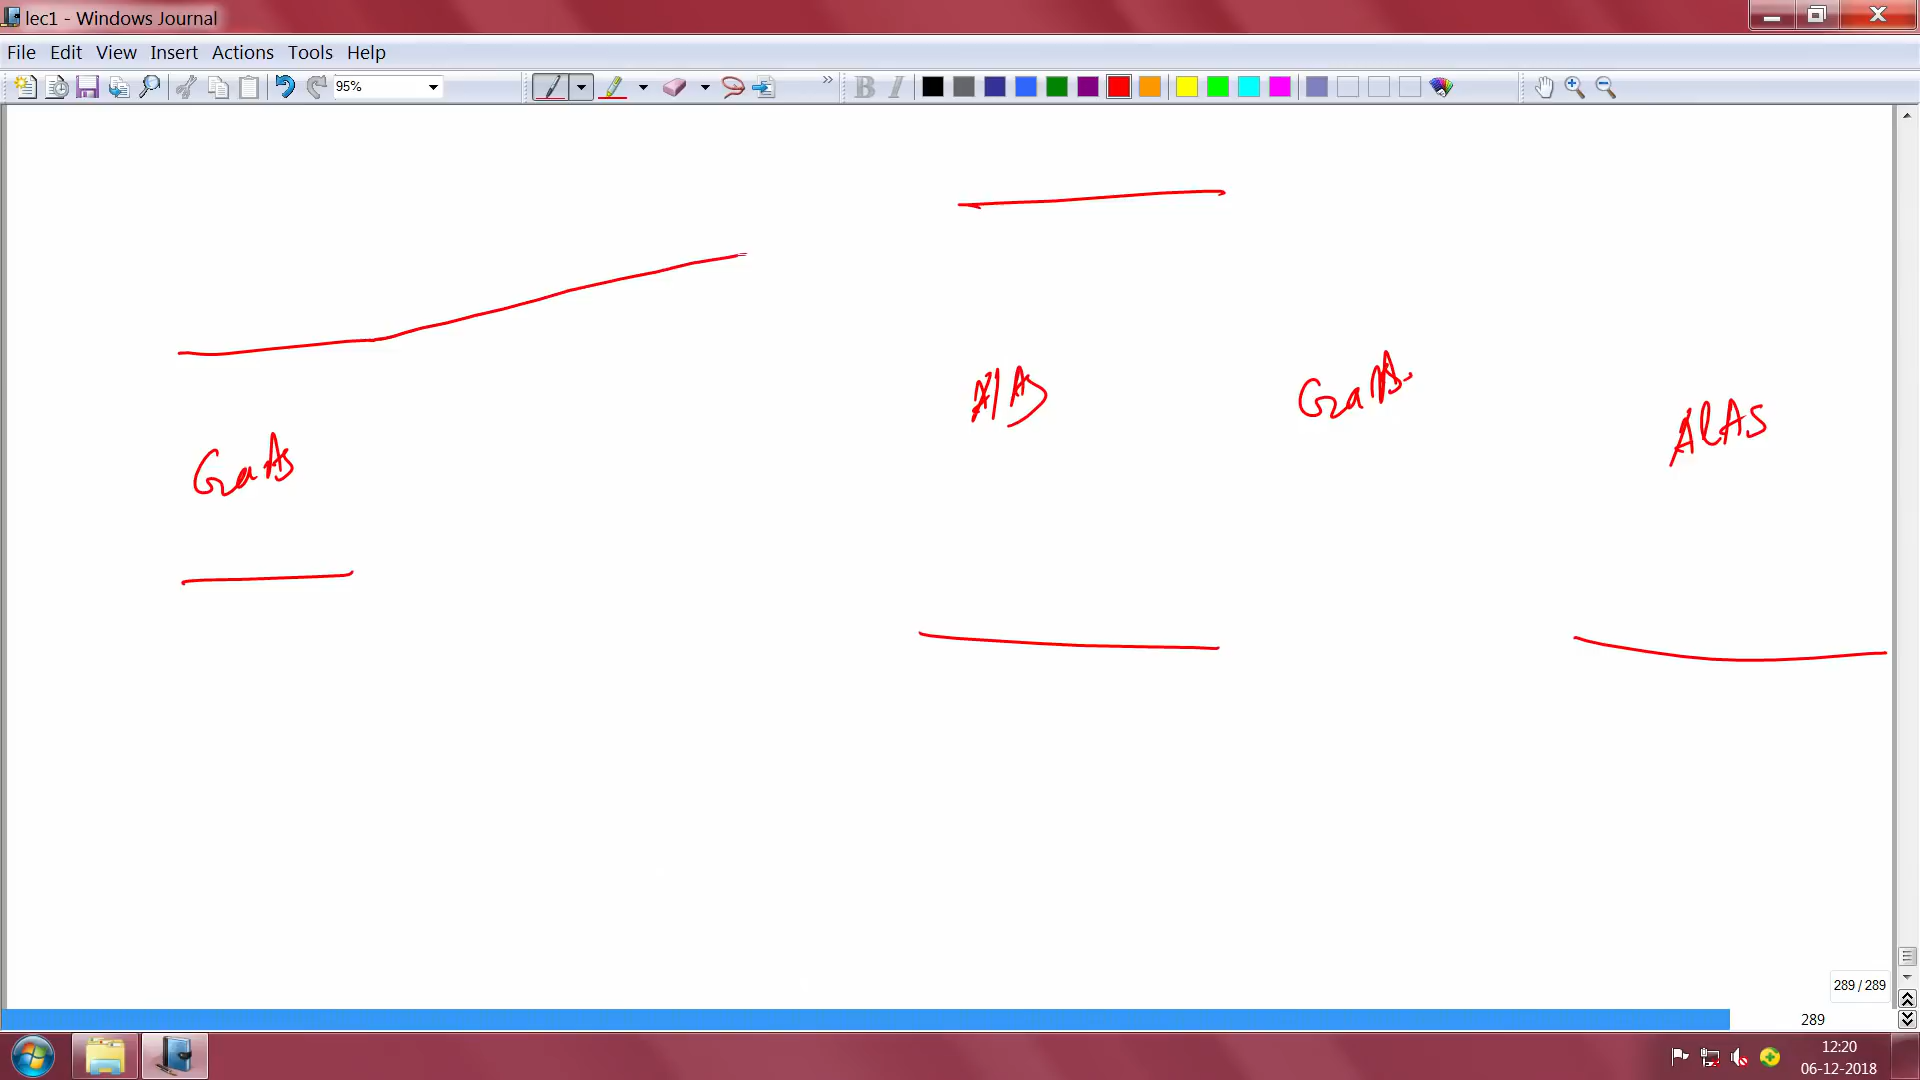 lec1 - Windows Journal
File Edit View Insert Actions Tools Help
95%
B I
AlAs GaAs
AlAs
GaAs
289 / 289
289
12:20
06-12-2018